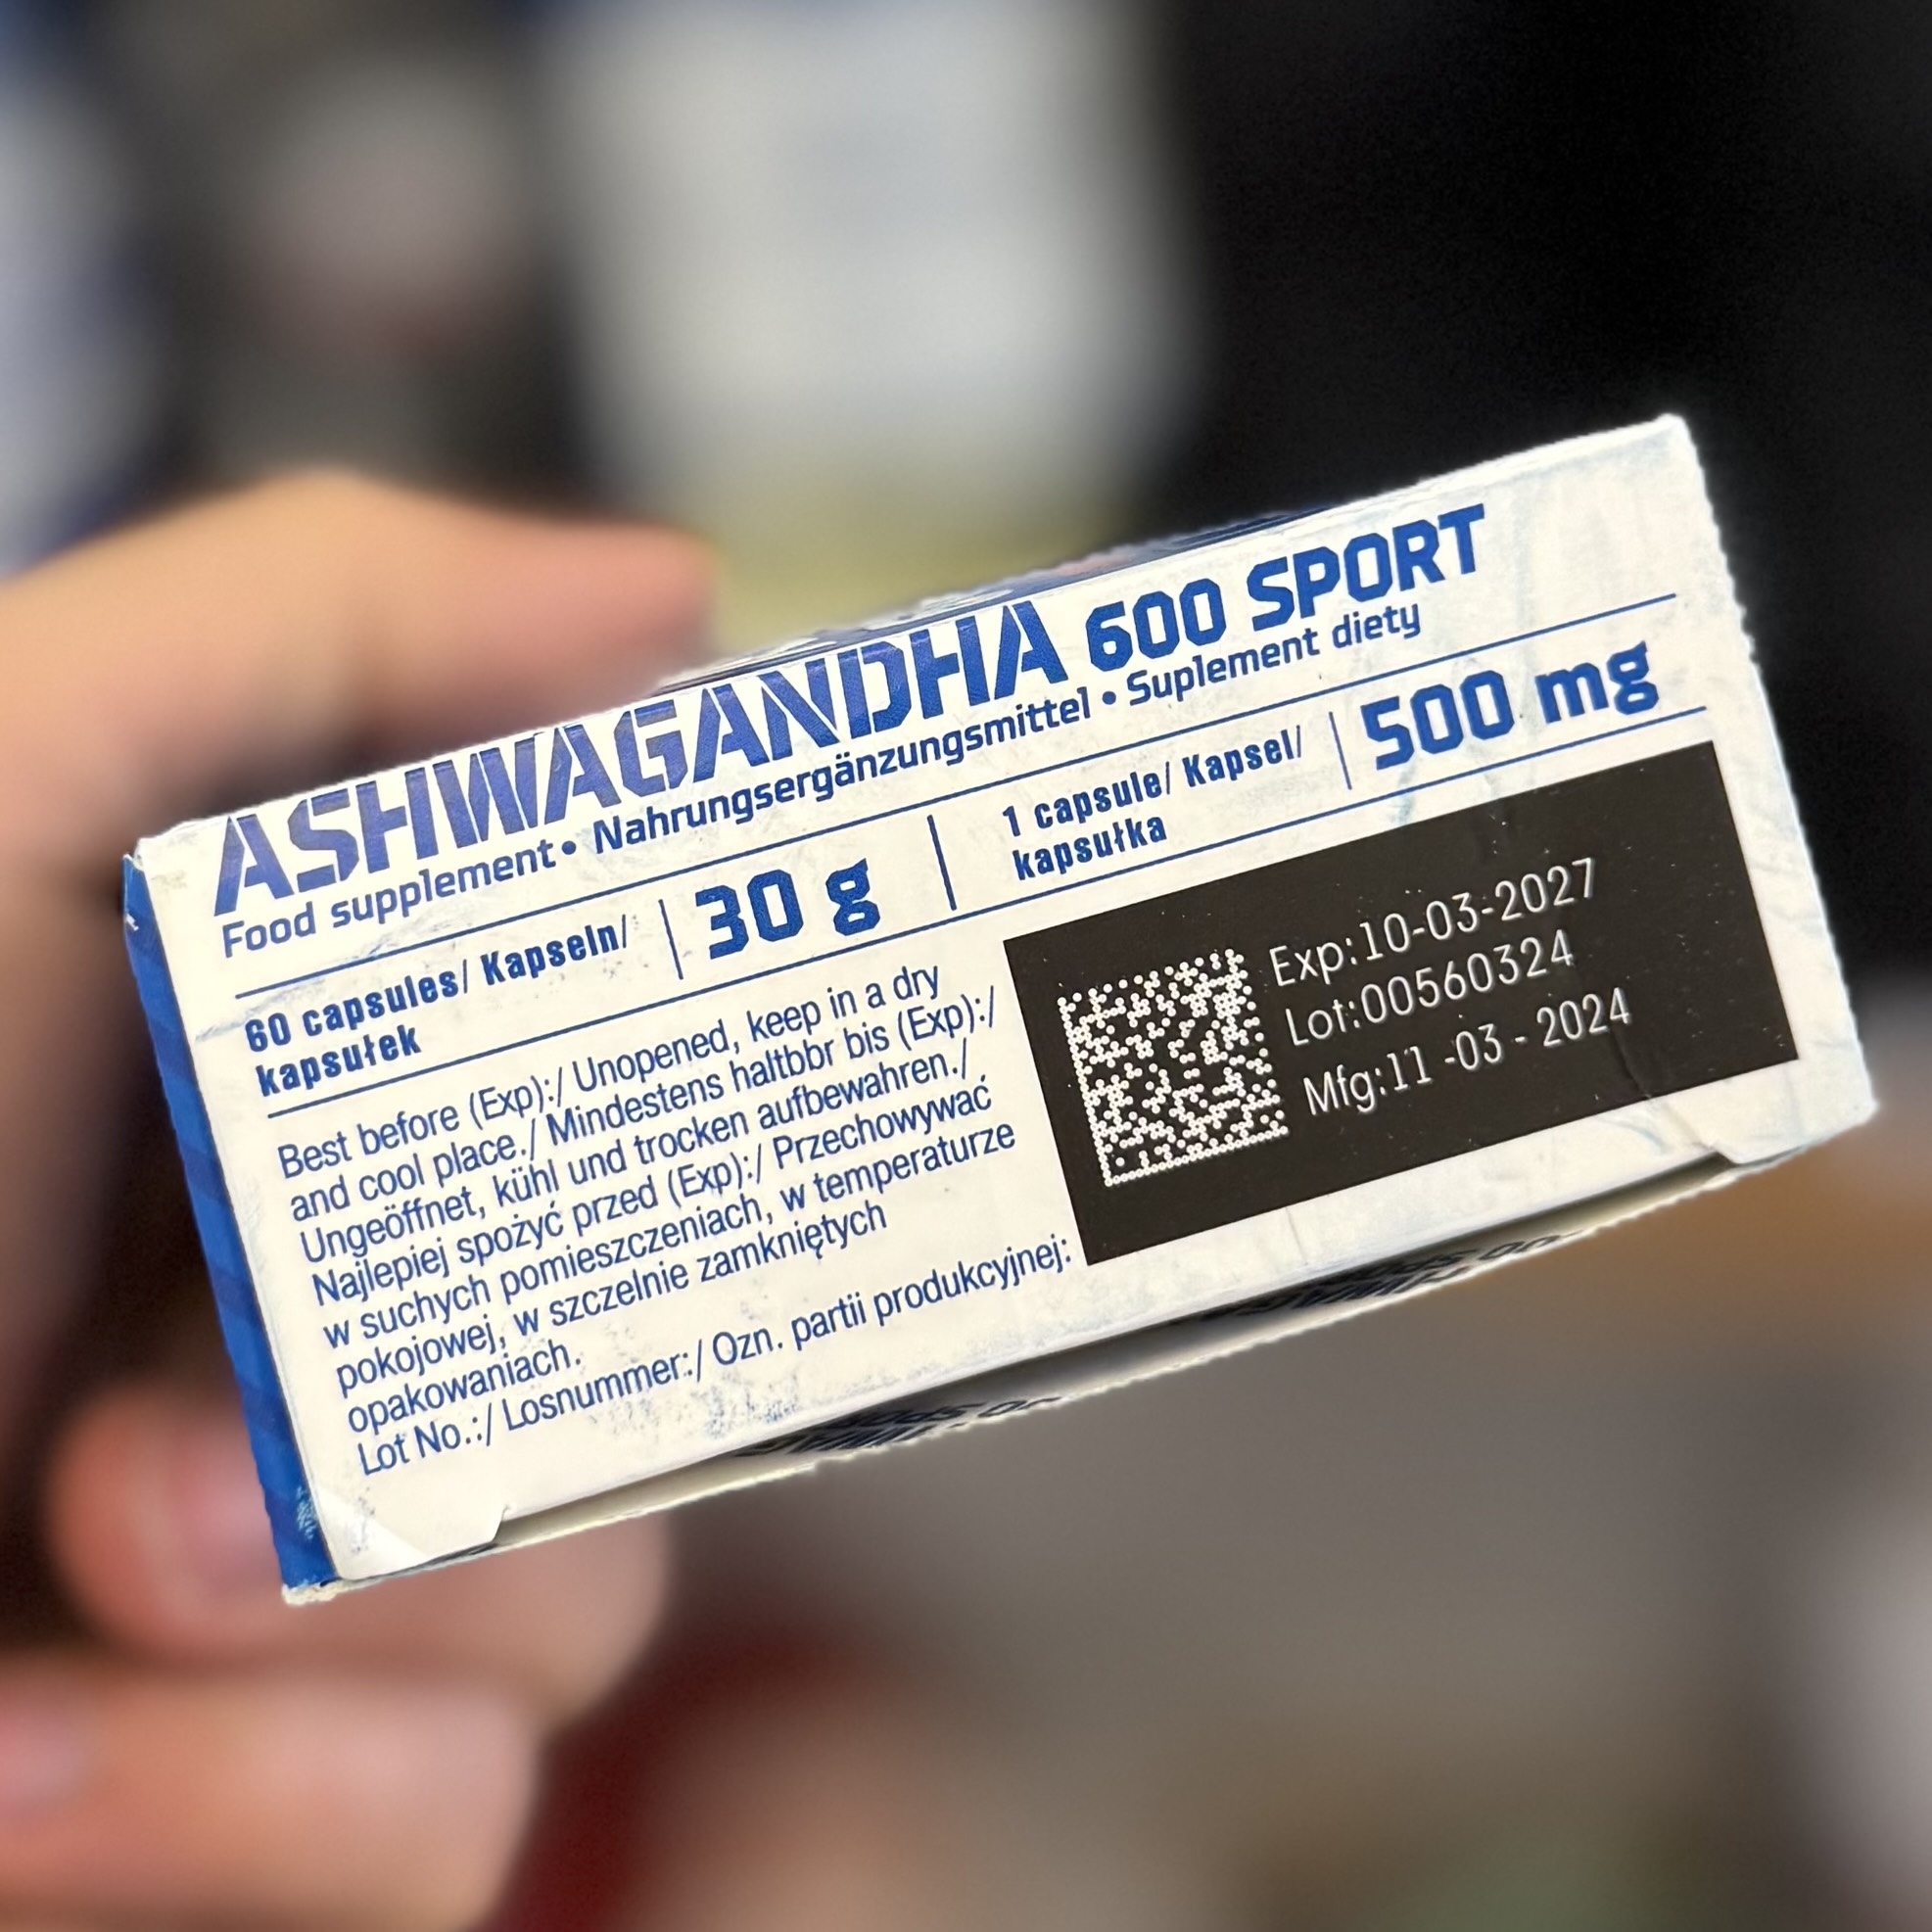 ASHWAGANDHA 600 SPORT
Food supplement • Nahrungsergänzungsmittel • Suplement diety
60 capsules/ Kapseln/
kapsułek
30 g
1 capsule/ Kapsel/
kapsułka
500 mg
Best before (Exp):/ Unopened, keep in a dry
and cool place./ Mindestens haltbbr bis (Exp):/
Ungeöffnet, kühl und trocken aufbewahren./
Najlepiej spożyć przed (Exp):/ Przechowywać
w suchych pomieszczeniach, w temperaturze
pokojowej, w szczelnie zamkniętych
opakowaniach.
Lot No.:/ Losnummer:/ Ozn. partii produkcyjnej:
Exp:10-03-2027
Lot:00560324
Mfg:11 -03 - 2024